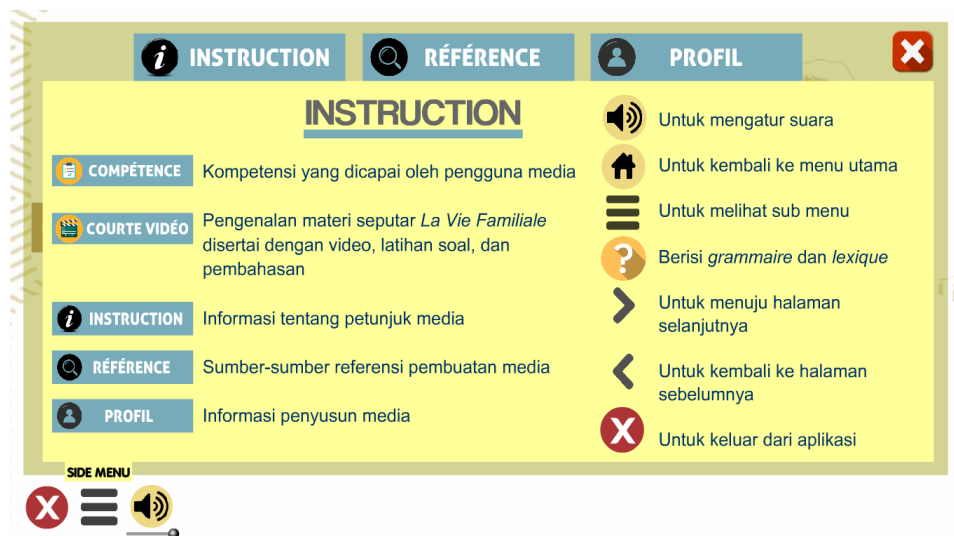 INSTRUCTION
RÉFÉRENCE
PROFIL
INSTRUCTION
COMPÉTENCE
Kompetensi yang dicapai oleh pengguna media
COURTE VIDÉO
Pengenalan materi seputar La Vie Familiale
disertai dengan video, latihan soal, dan
pembahasan
INSTRUCTION
Informasi tentang petunjuk media
RÉFÉRENCE
Sumber-sumber referensi pembuatan media
PROFIL
Informasi penyusun media
Untuk mengatur suara
Untuk kembali ke menu utama
Untuk melihat sub menu
Berisi grammaire dan lexique
Untuk menuju halaman
selanjutnya
Untuk kembali ke halaman
sebelumnya
Untuk keluar dari aplikasi
SIDE MENU